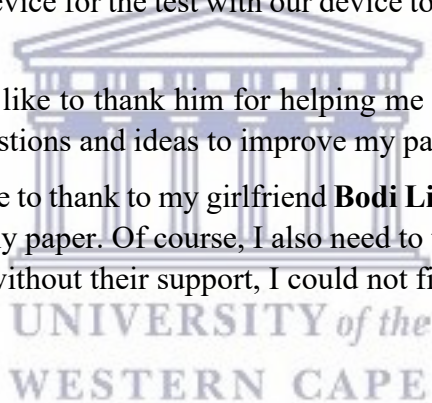 evice for the test with our device to
like to thank him for helping me
stions and ideas to improve my pa
e to thank to my girlfriend Bodi Li
y paper. Of course, I also need to
without their support, I could not fi
UNIVERSITY of the
WESTERN CAPE